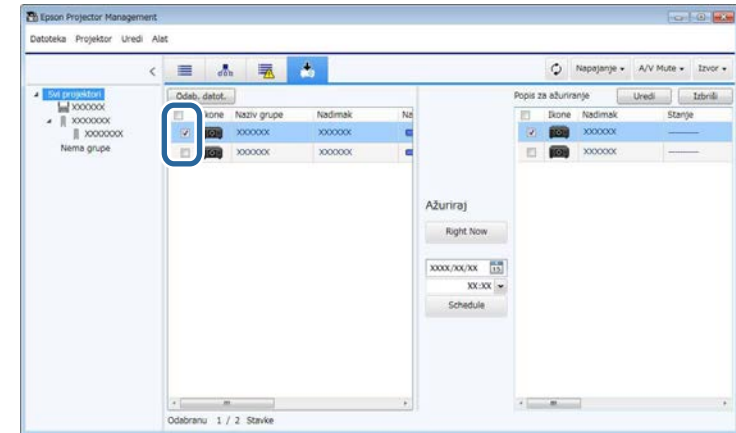 Epson Projector Management
Datoteka Projektor Uredi Alat
< Napajanje A/V Mute Izvor
Svi projektori
XXXXXX
XXXXXXX
XXXXXXX
Nema grupe
Odab. datot.
Ikone Naziv grupe Nadimak Na
XXXXXX XXXXXX
XXXXXX XXXXXX
Odabranu 1 / 2 Stavke
Ažuriraj
Right Now
XXXX/XX/XX 15
XX:XX
Schedule
Popis za ažuriranje Uredi Izbriši
Ikone Nadimak Stanje
XXXXXX ———
XXXXXX ———